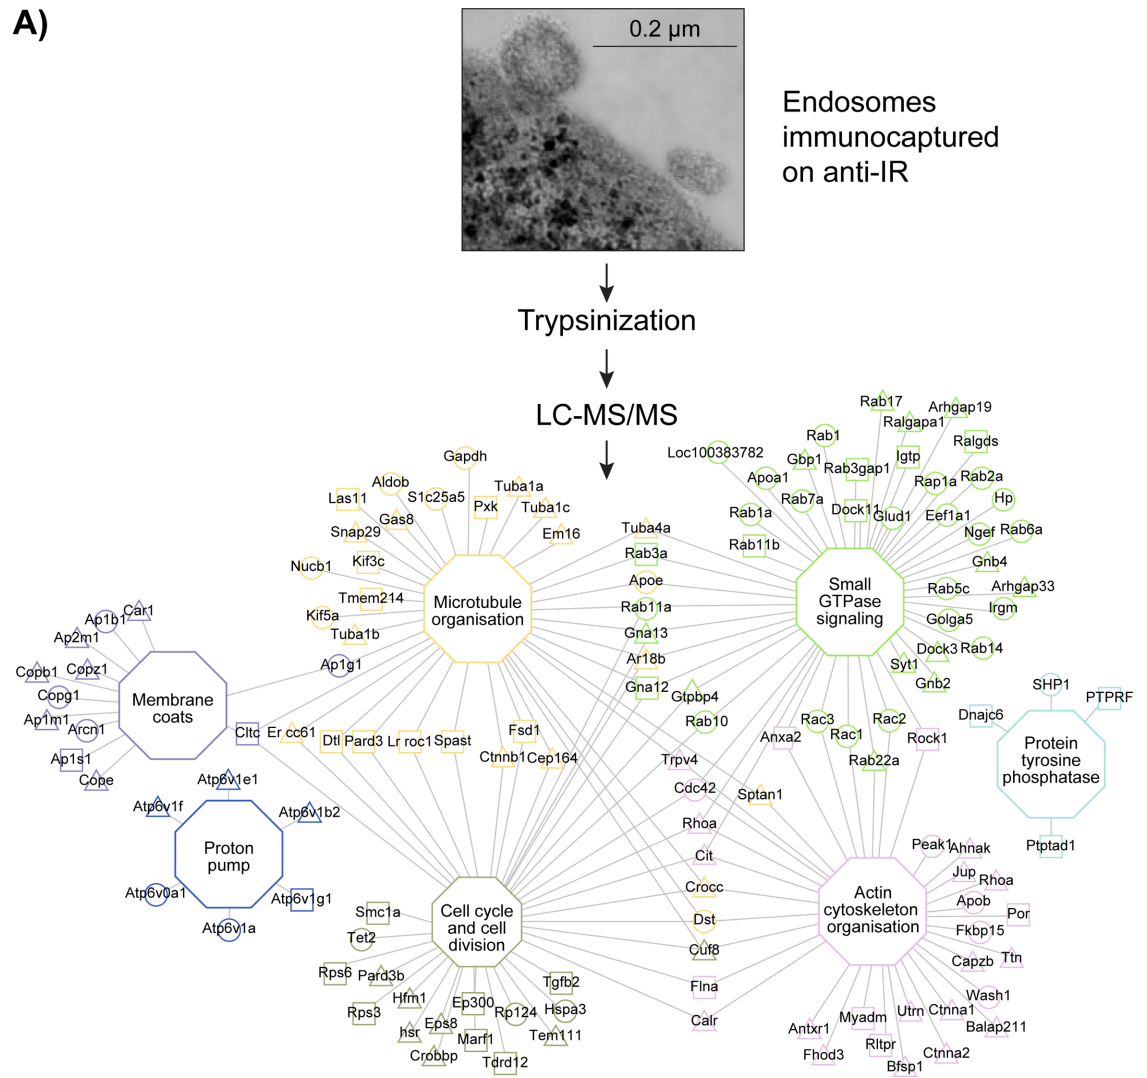 A)
0.2 µm
Endosomes
immunocaptured
on anti-IR
Trypsinization
LC-MS/MS
Gapdh
Aldob
S1c25a5
Tuba1a
Las11
Pxk
Tuba1c
Gas8
Snap29
Em16
Kif3c
Nucb1
Tmem214
Kif5a
Tuba1b
Microtubule
organisation
Tuba4a
Rab3a
Apoe
Rab11a
Gna13
Ar18b
Gna12
Gtpbp4
Rab10
Rab17
Arhgap19
Ralgapa1
Rab1
Ralgds
Loc100383782
Gbp1
Igtp
Rab3gap1
Apoa1
Rap1a
Rab2a
Rab7a
Hp
Rab1a
Dock11
Glud1
Eef1a1
Rab11b
Ngef
Rab6a
Gnb4
Small
GTPase
signaling
Rab5c
Arhgap33
Irgm
Golga5
Dock3
Rab14
Syt1
Gnb2
Car1
Ap1b1
Ap2m1
Copb1
Copz1
Copg1
Ap1m1
Arcn1
Ap1s1
Cope
Membrane
coats
Ap1g1
Cltc
Er cc61
Dtl
Pard3
Lr roc1
Spast
Fsd1
Ctnnb1
Cep164
Trpv4
Cdc42
Anxa2
Rac3
Rac1
Rac2
Rab22a
Rock1
SHP1
PTPRF
Dnajc6
Protein
tyrosine
phosphatase
Ptptad1
Atp6v1e1
Atp6v1f
Atp6v1b2
Proton
pump
Atp6v0a1
Atp6v1g1
Atp6v1a
Sptan1
Rhoa
Cit
Crocc
Dst
Cuf8
Flna
Calr
Smc1a
Tet2
Cell cycle
and cell
division
Rps6
Pard3b
Hfm1
Rps3
hsr
Eps8
Crobbp
Ep300
Marf1
Tdrd12
Rp124
Tgfb2
Hspa3
Tem111
Peak1
Ahnak
Jup
Rhoa
Actin
cytoskeleton
organisation
Apob
Por
Fkbp15
Capzb
Ttn
Wash1
Ctnna1
Balap211
Utrn
Myadm
Antxr1
Fhod3
Rltpr
Bfsp1
Ctnna2